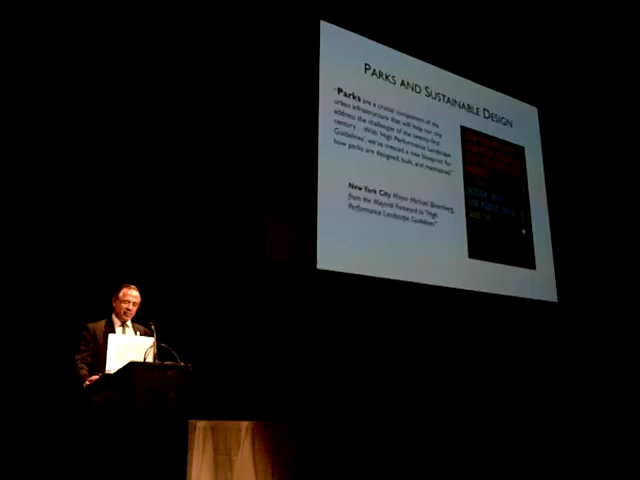 PARKS AND SUSTAINABLE DESIGN
"Parks are a crucial component of the
urban infrastructure that will help our city
address the challenges of the twenty-first
century. With 'High Performance Landscape
Guidelines', we've created a new blueprint for
how parks are designed, built, and maintained."
New York City Mayor Michael Bloomberg,
from the Mayoral Foreword to "High
Performance Landscape Guidelines"